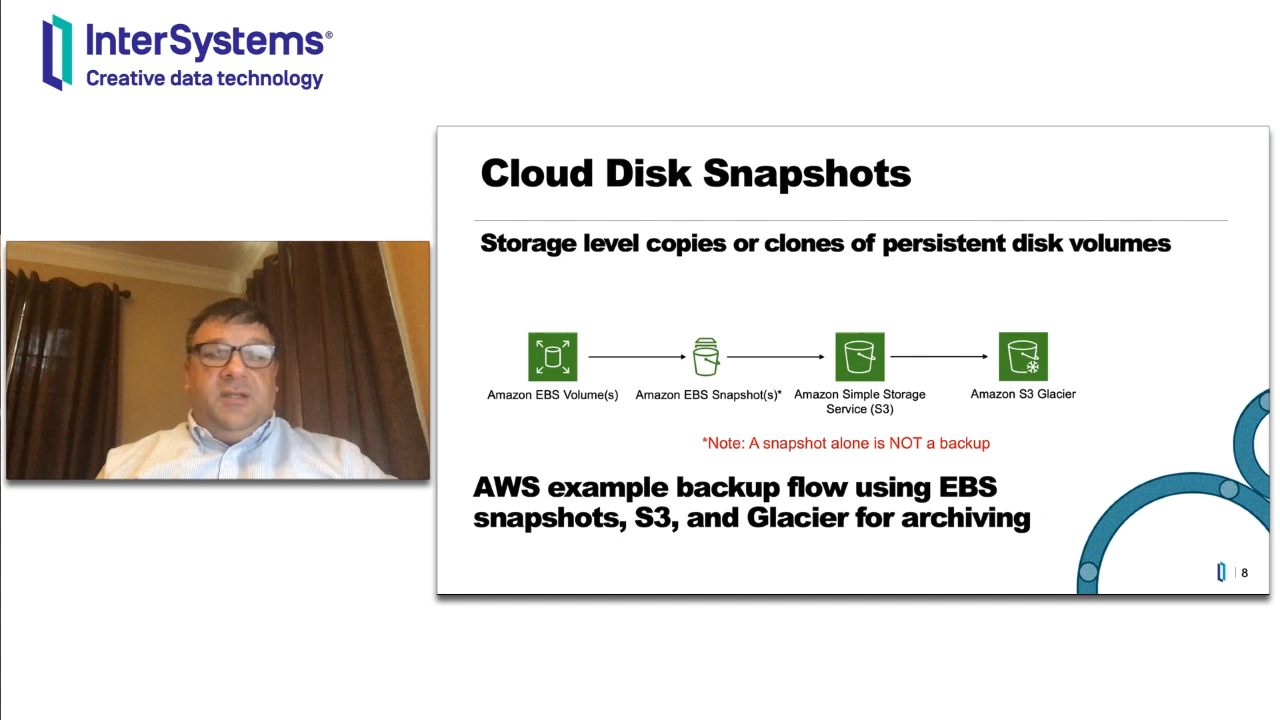 InterSystems®
Creative data technology
Cloud Disk Snapshots
Storage level copies or clones of persistent disk volumes
Amazon EBS Volume(s)
Amazon EBS Snapshot(s)*
Amazon Simple Storage
Service (S3)
Amazon S3 Glacier
*Note: A snapshot alone is NOT a backup
AWS example backup flow using EBS
snapshots, S3, and Glacier for archiving
8